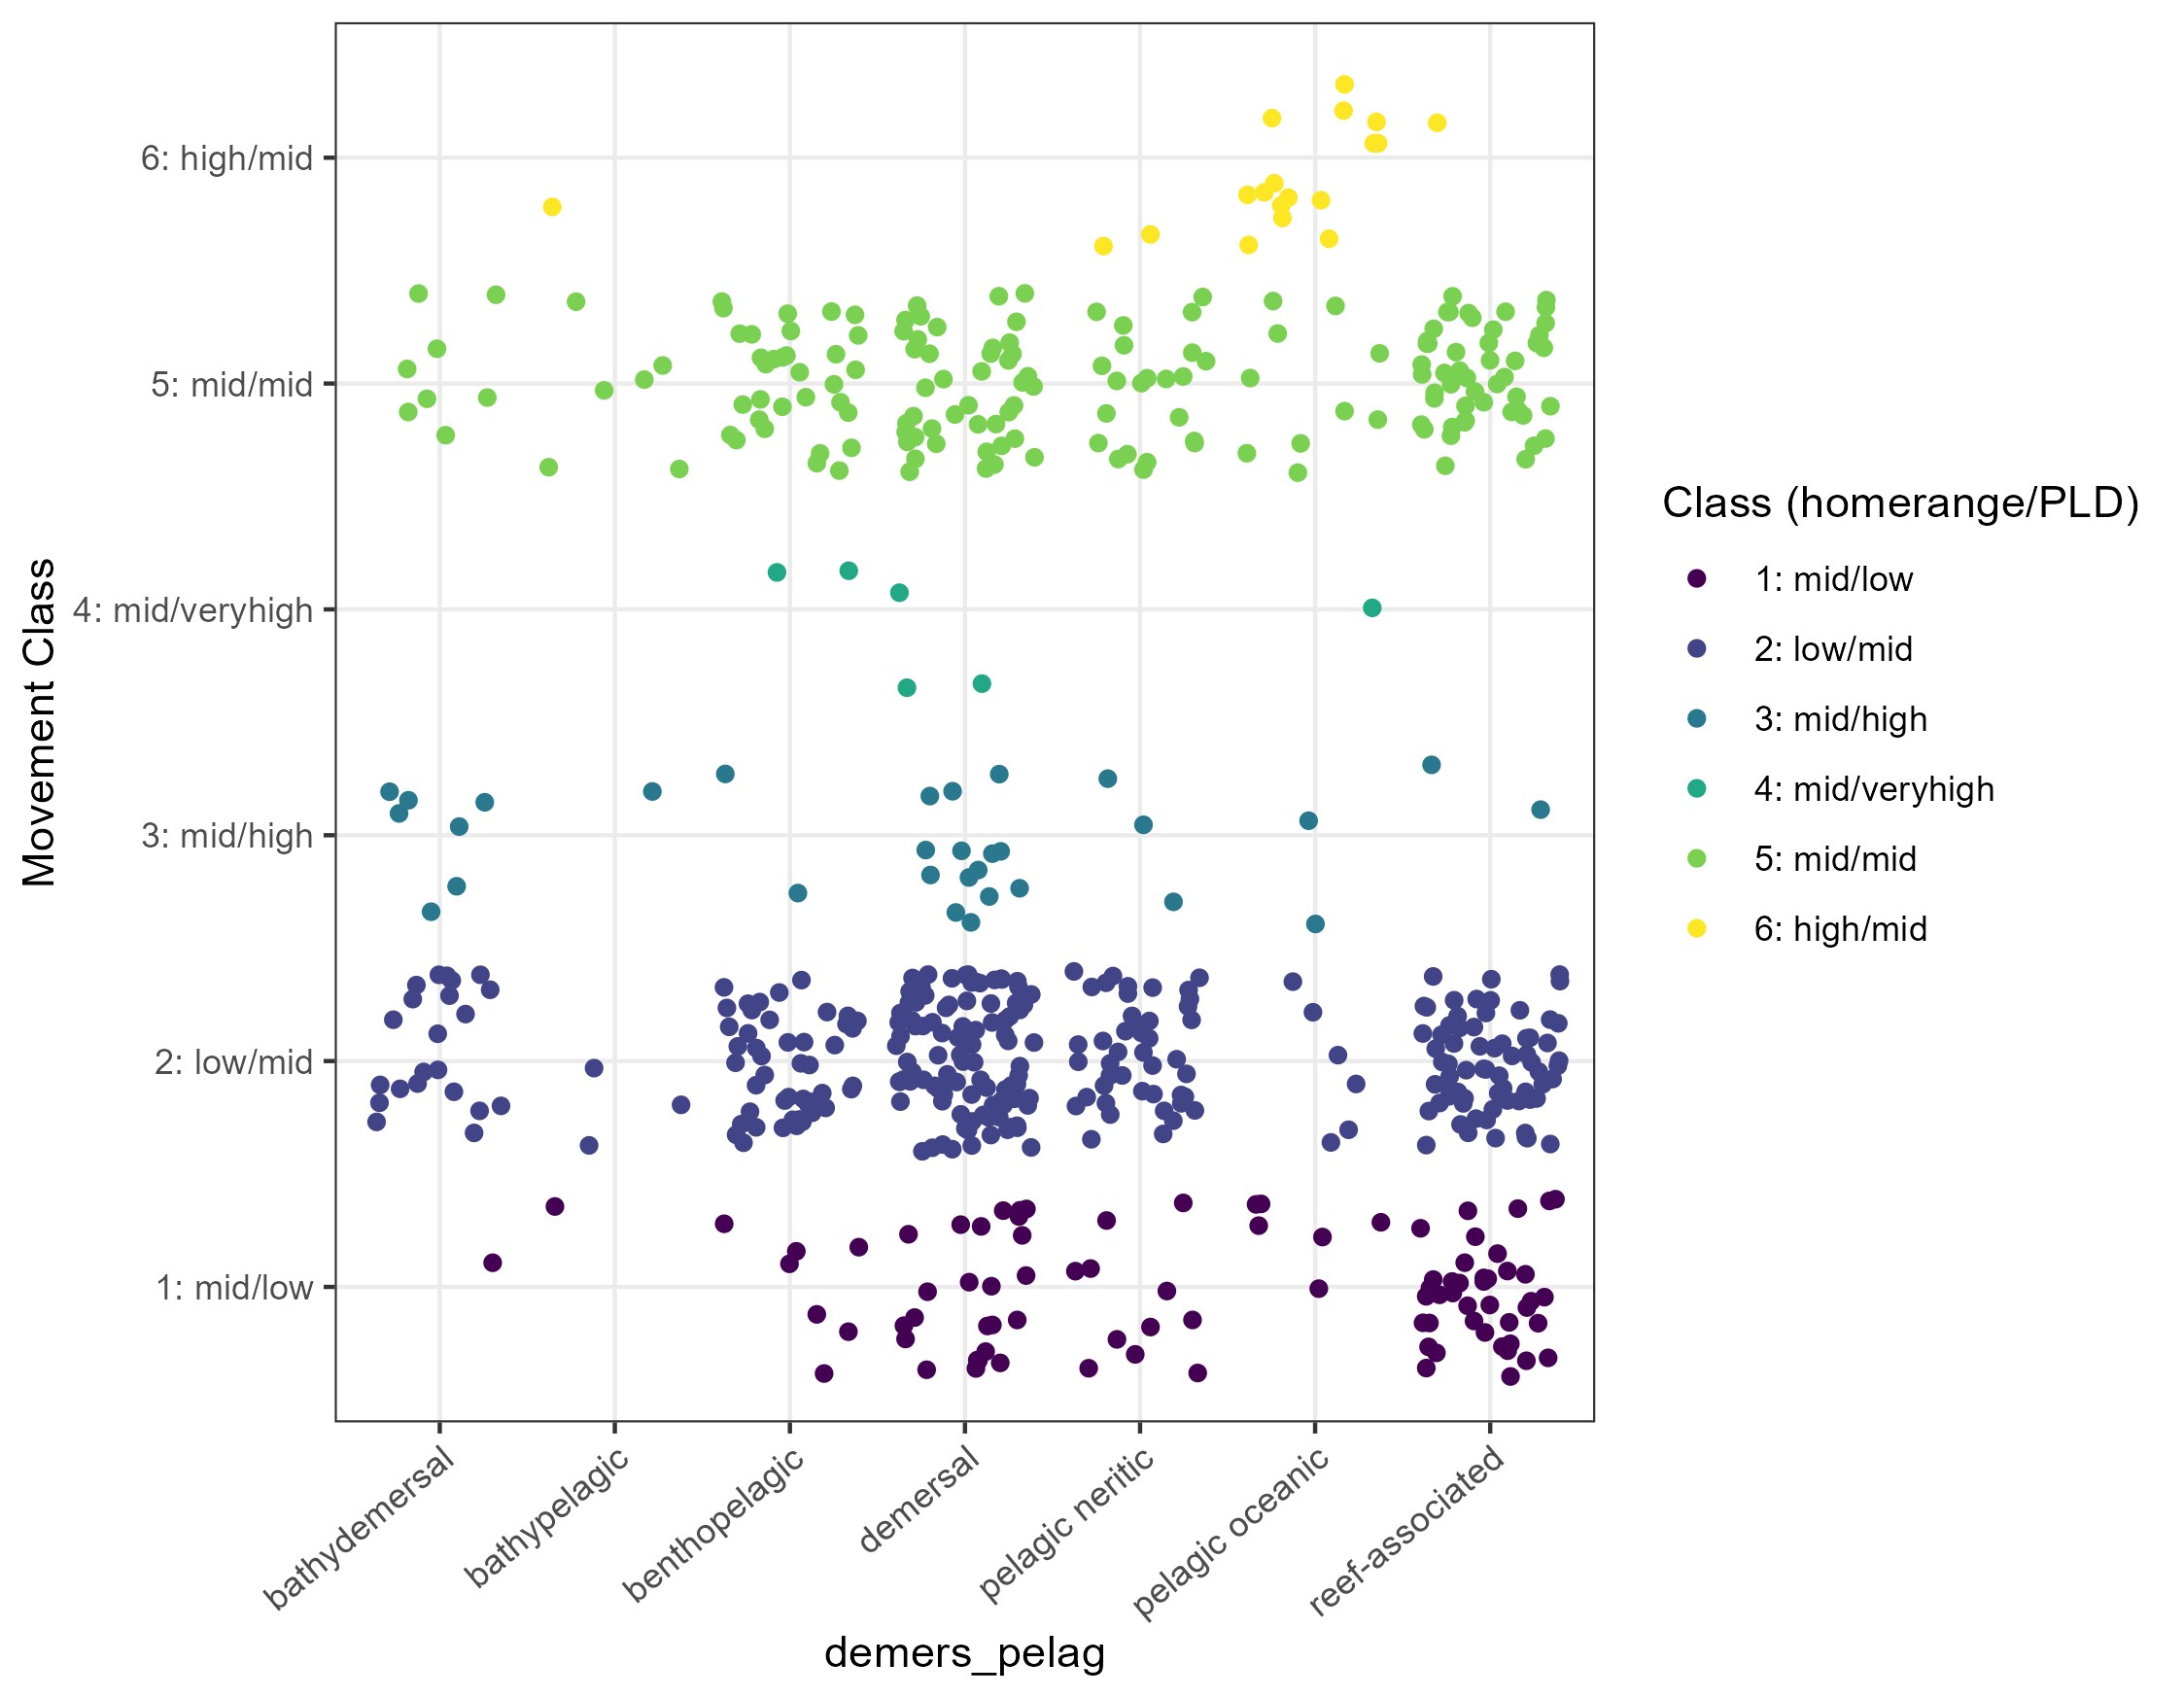 Movement Class
6: high/mid
5: mid/mid
4: mid/veryhigh
3: mid/high
2: low/mid
1: mid/low
bathydemersal
bathypelagic
benthopelagic
demersal
pelagic neritic
pelagic oceanic
reef-associated
demers_pelag
Class (homerange/PLD)
1: mid/low
2: low/mid
3: mid/high
4: mid/veryhigh
5: mid/mid
6: high/mid